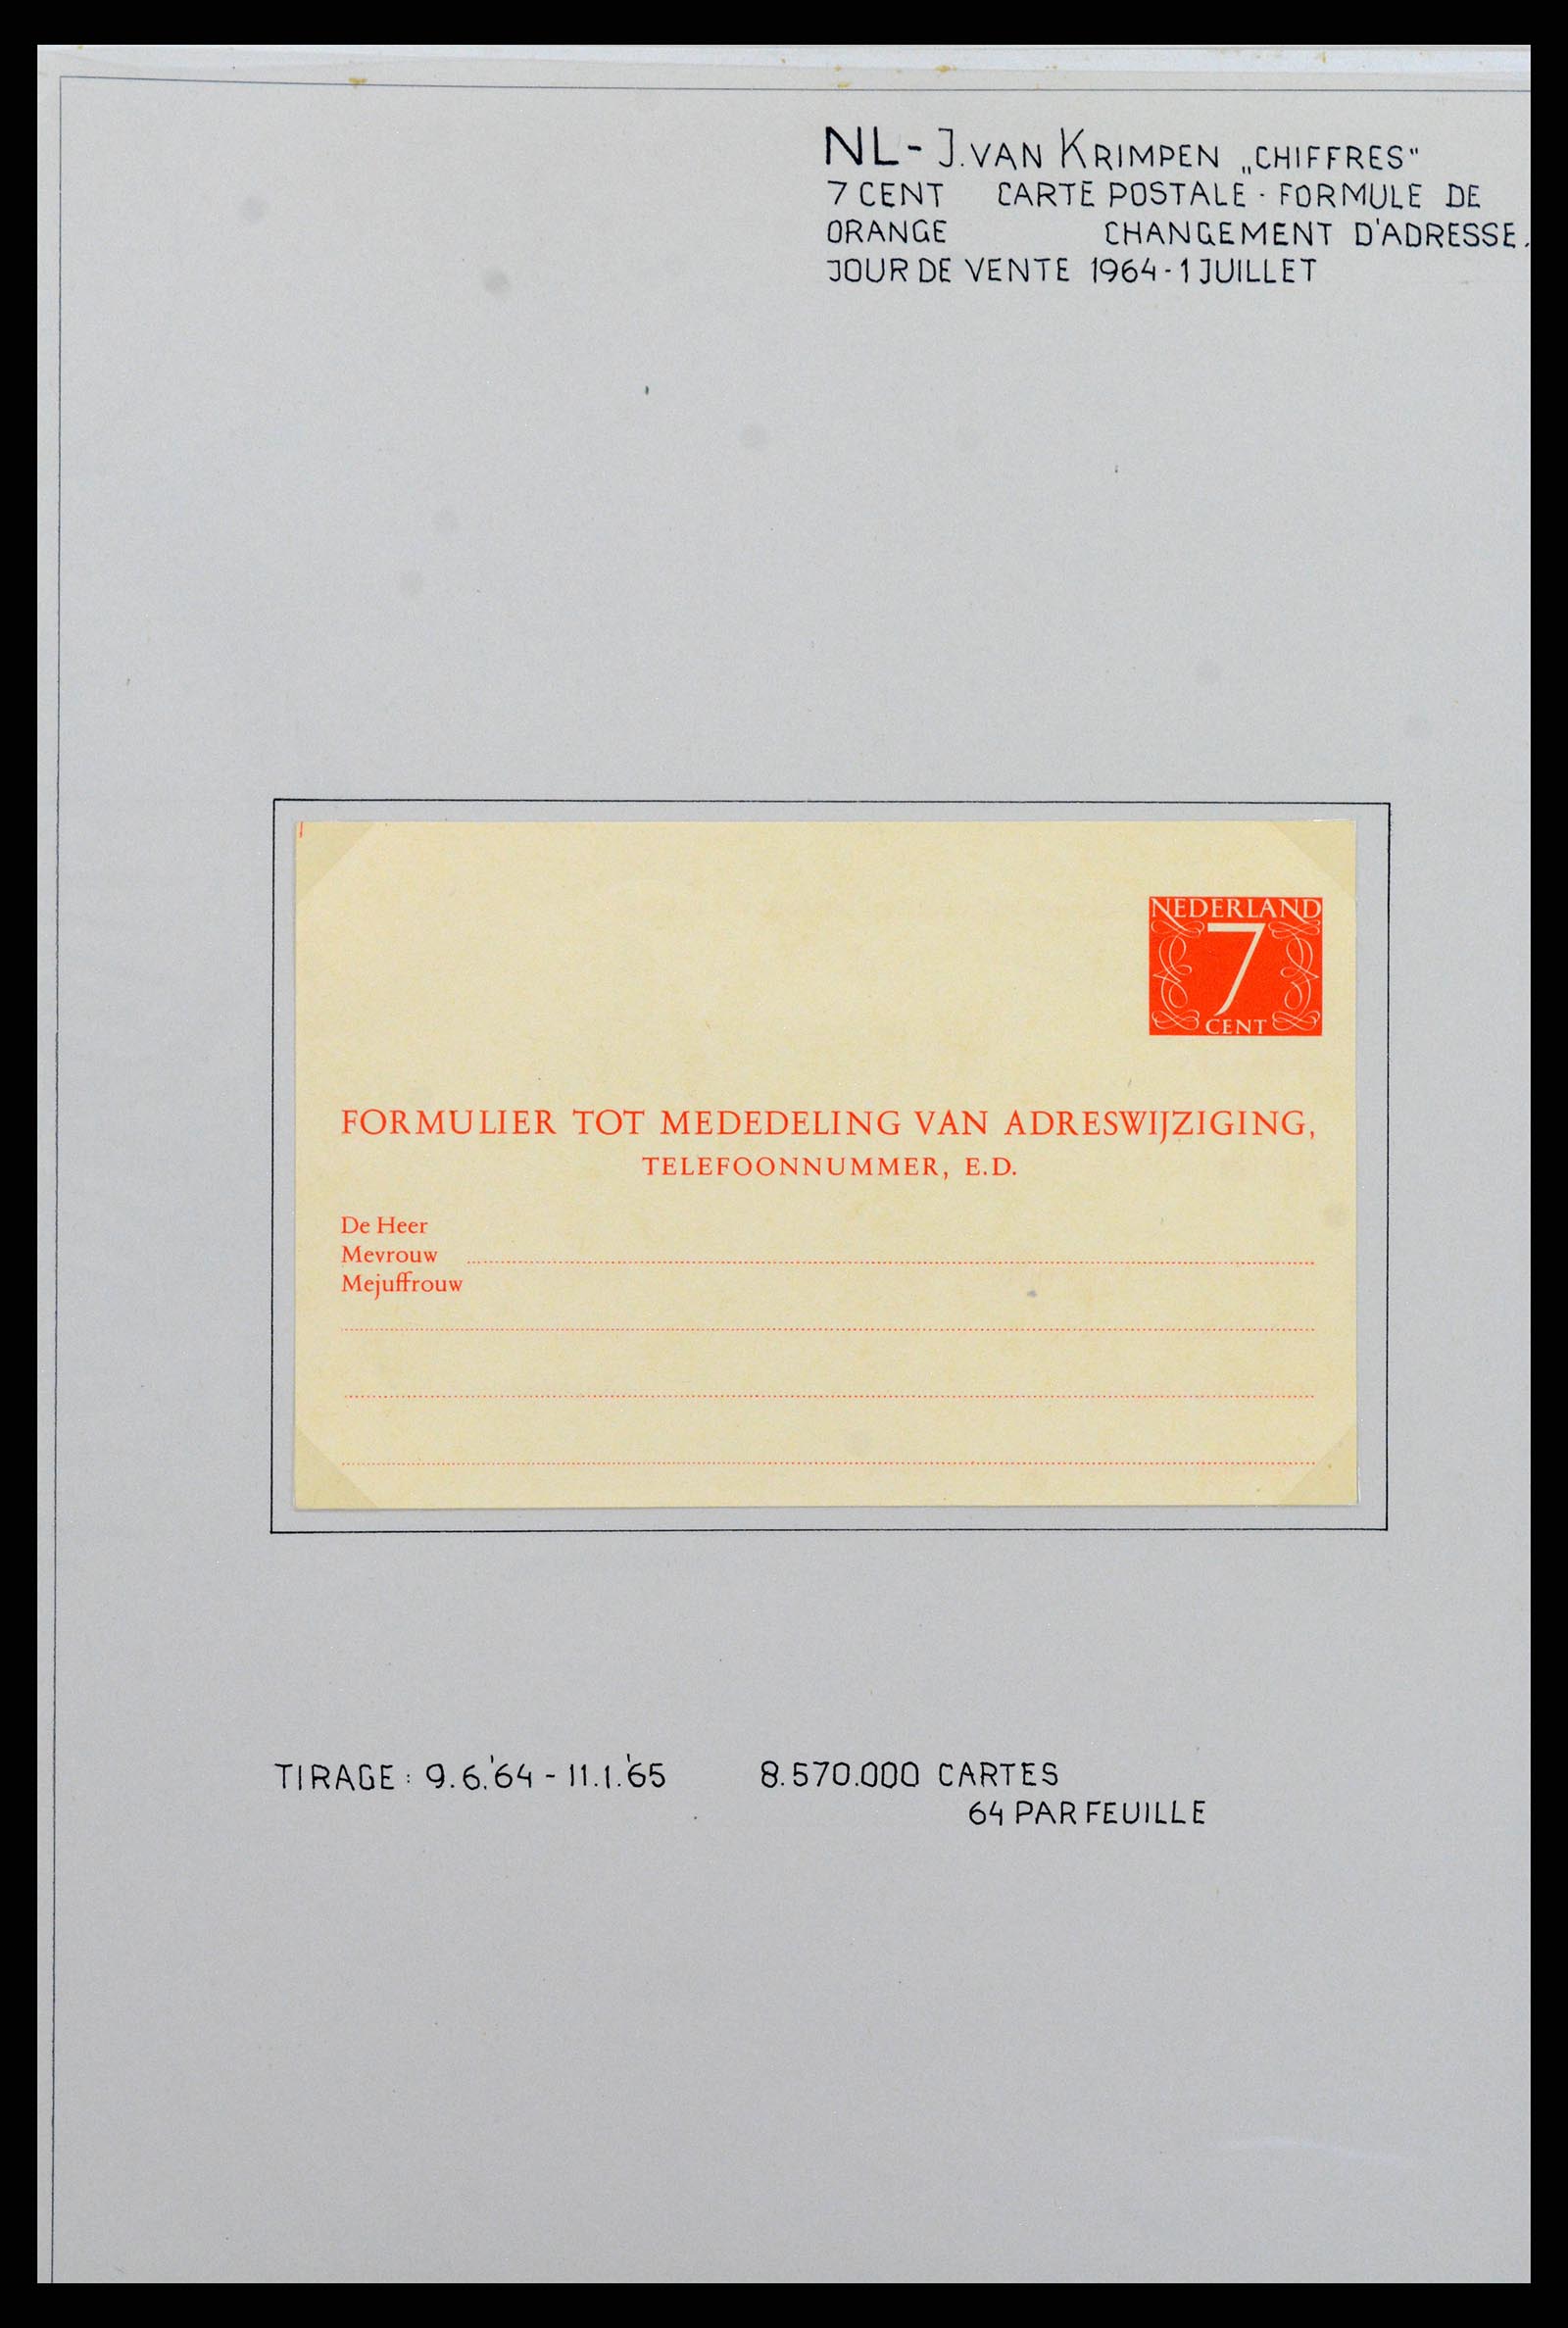 NL - J. VAN KRIMPEN „CHIFFRES"
7 CENT CARTE POSTALE - FORMULE DE
ORANGE CHANGEMENT D'ADRESSE.
JOUR DE VENTE 1964 - 1 JUILLET
NEDERLAND
7
CENT
FORMULIER TOT MEDEDELING VAN ADRESWIJZIGING,
TELEFOONNUMMER, E.D.
De Heer
Mevrouw
Mejuffrouw
TIRAGE: 9.6.'64 - 11.1.'65 8.570.000 CARTES
64 PAR FEUILLE